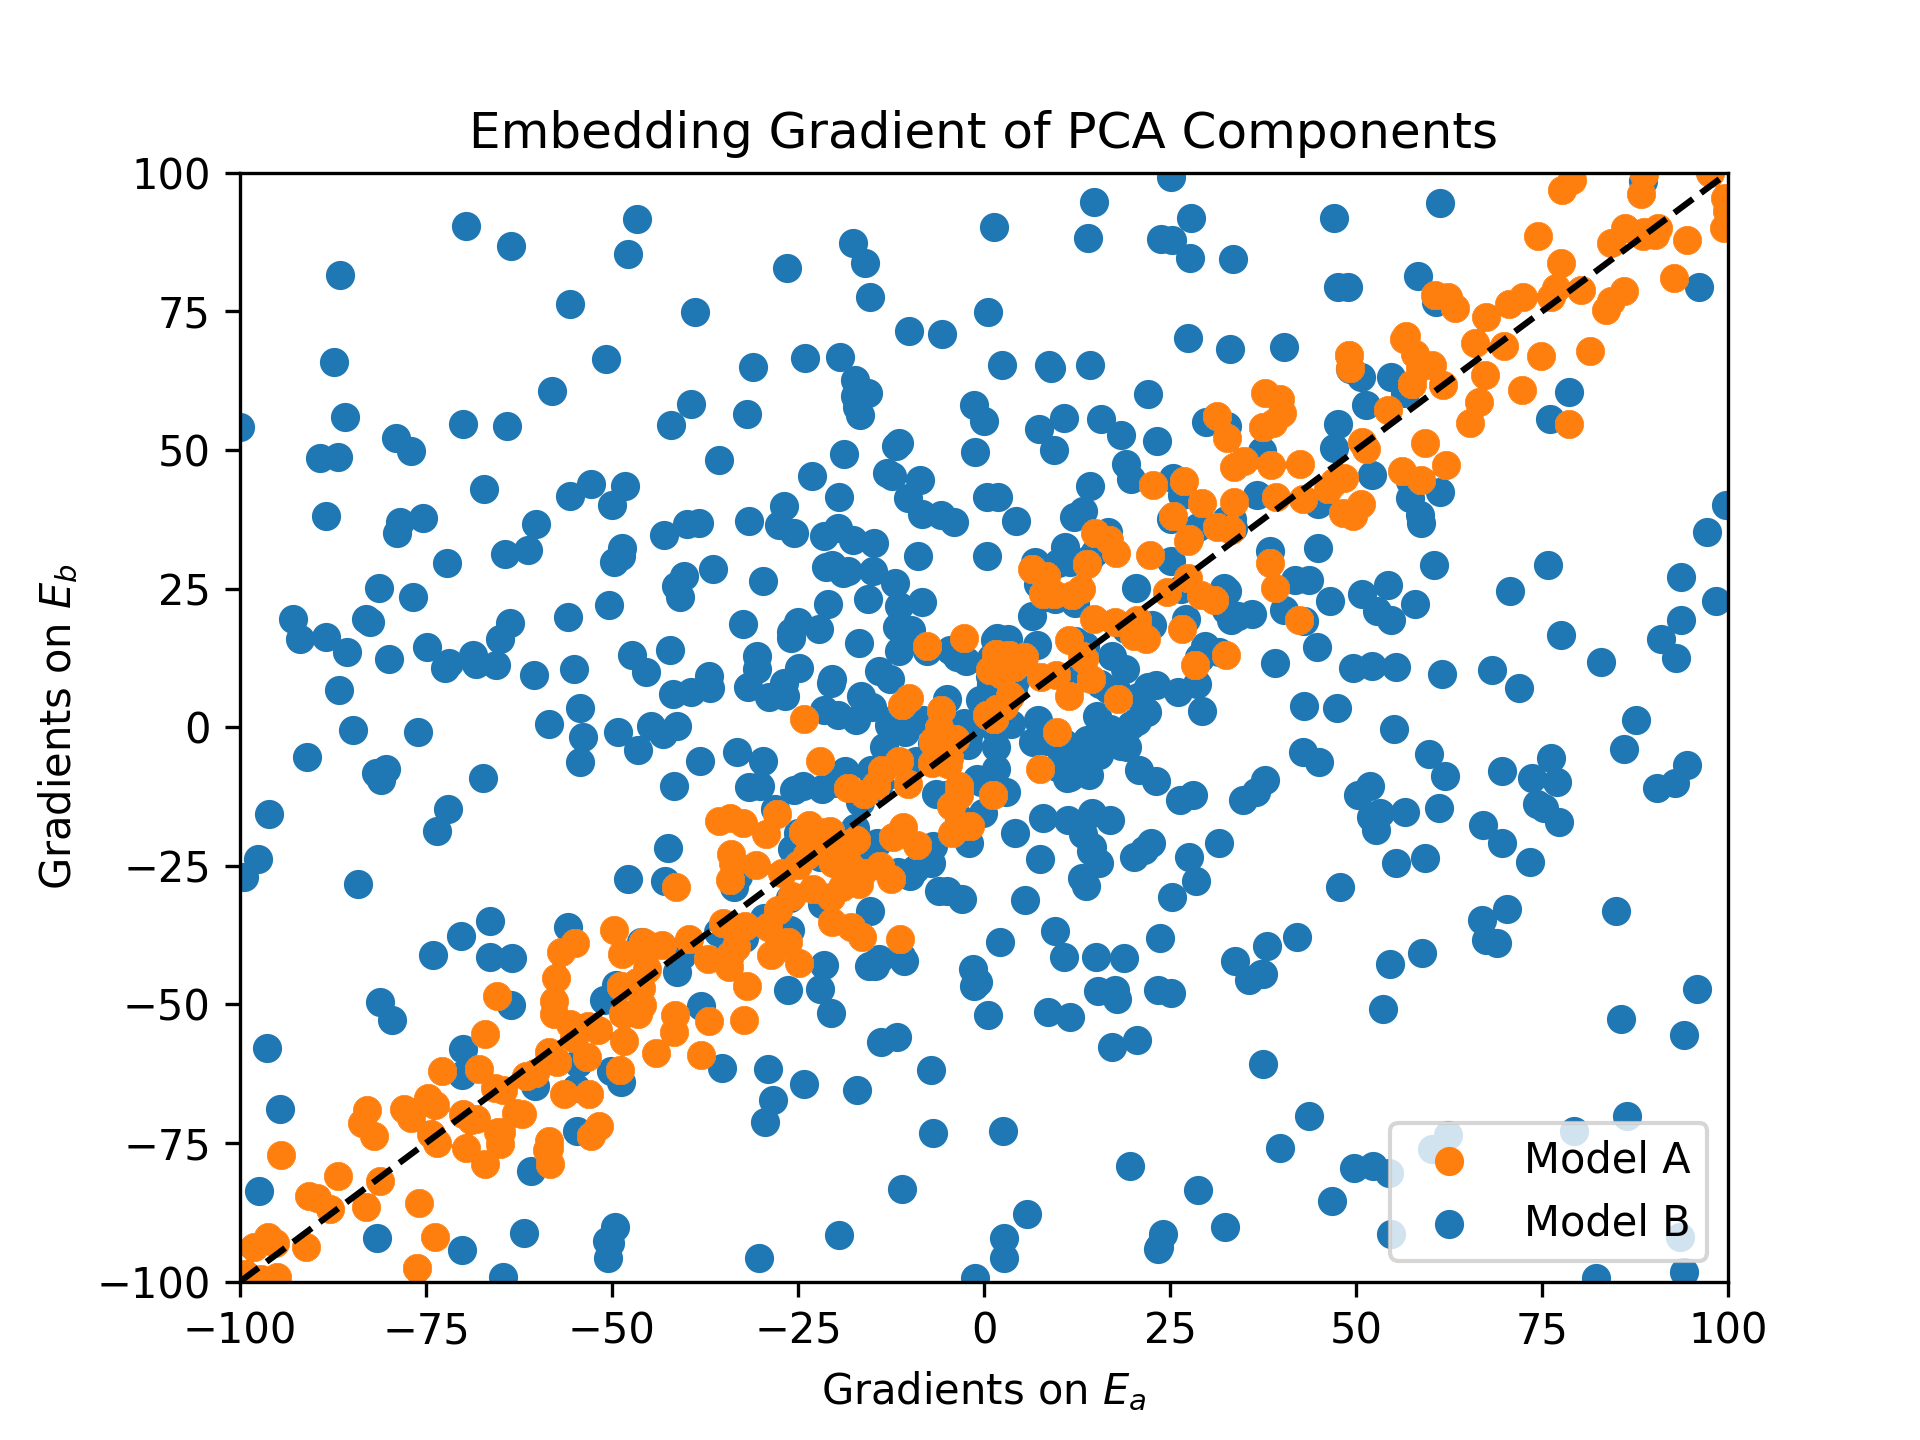 Embedding Gradient of PCA Components
100
75
50
25
0
−25
−50
−75
−100
Gradients on E_b
Model A
Model B
−100 −75 −50 −25 0 25 50 75 100
Gradients on E_a